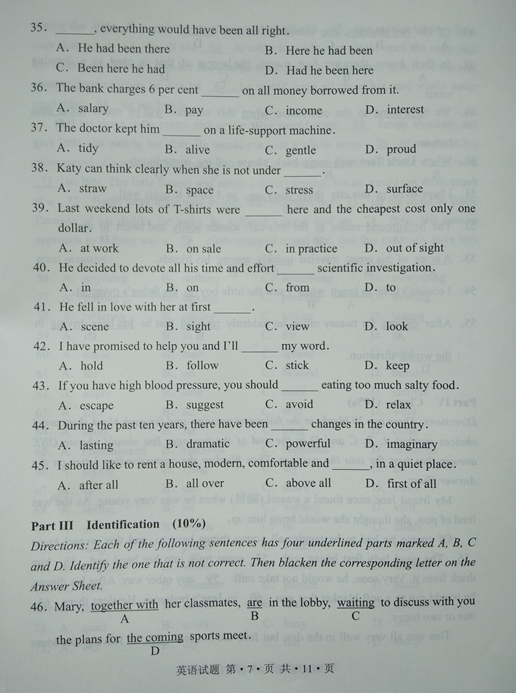 35. ______, everything would have been all right.
A. He had been there B. Here he had been
C. Been here he had D. Had he been here
36. The bank charges 6 per cent ______ on all money borrowed from it.
A. salary B. pay C. income D. interest
37. The doctor kept him ______ on a life-support machine.
A. tidy B. alive C. gentle D. proud
38. Katy can think clearly when she is not under ______.
A. straw B. space C. stress D. surface
39. Last weekend lots of T-shirts were ______ here and the cheapest cost only one
dollar.
A. at work B. on sale C. in practice D. out of sight
40. He decided to devote all his time and effort ______ scientific investigation.
A. in B. on C. from D. to
41. He fell in love with her at first ______.
A. scene B. sight C. view D. look
42. I have promised to help you and I'll ______ my word.
A. hold B. follow C. stick D. keep
43. If you have high blood pressure, you should ______ eating too much salty food.
A. escape B. suggest C. avoid D. relax
44. During the past ten years, there have been ______ changes in the country.
A. lasting B. dramatic C. powerful D. imaginary
45. I should like to rent a house, modern, comfortable and ______, in a quiet place.
A. after all B. all over C. above all D. first of all
Part III Identification (10%)
Directions: Each of the following sentences has four underlined parts marked A, B, C
and D. Identify the one that is not correct. Then blacken the corresponding letter on the
Answer Sheet.
46. Mary, together with her classmates, are in the lobby, waiting to discuss with you
A B C
the plans for the coming sports meet.
D
英语试题 第·7·页 共·11·页